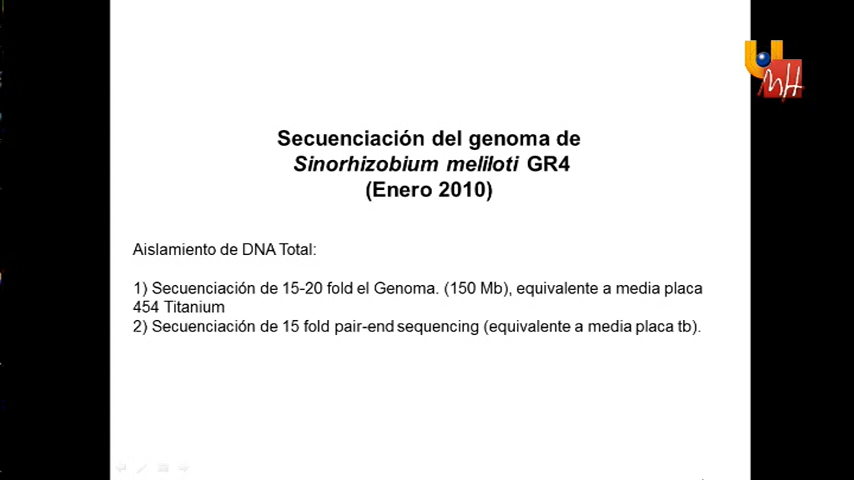 Secuenciación del genoma de
Sinorhizobium meliloti GR4
(Enero 2010)
Aislamiento de DNA Total:
1) Secuenciación de 15-20 fold el Genoma. (150 Mb), equivalente a media placa
454 Titanium
2) Secuenciación de 15 fold pair-end sequencing (equivalente a media placa tb).
UMH